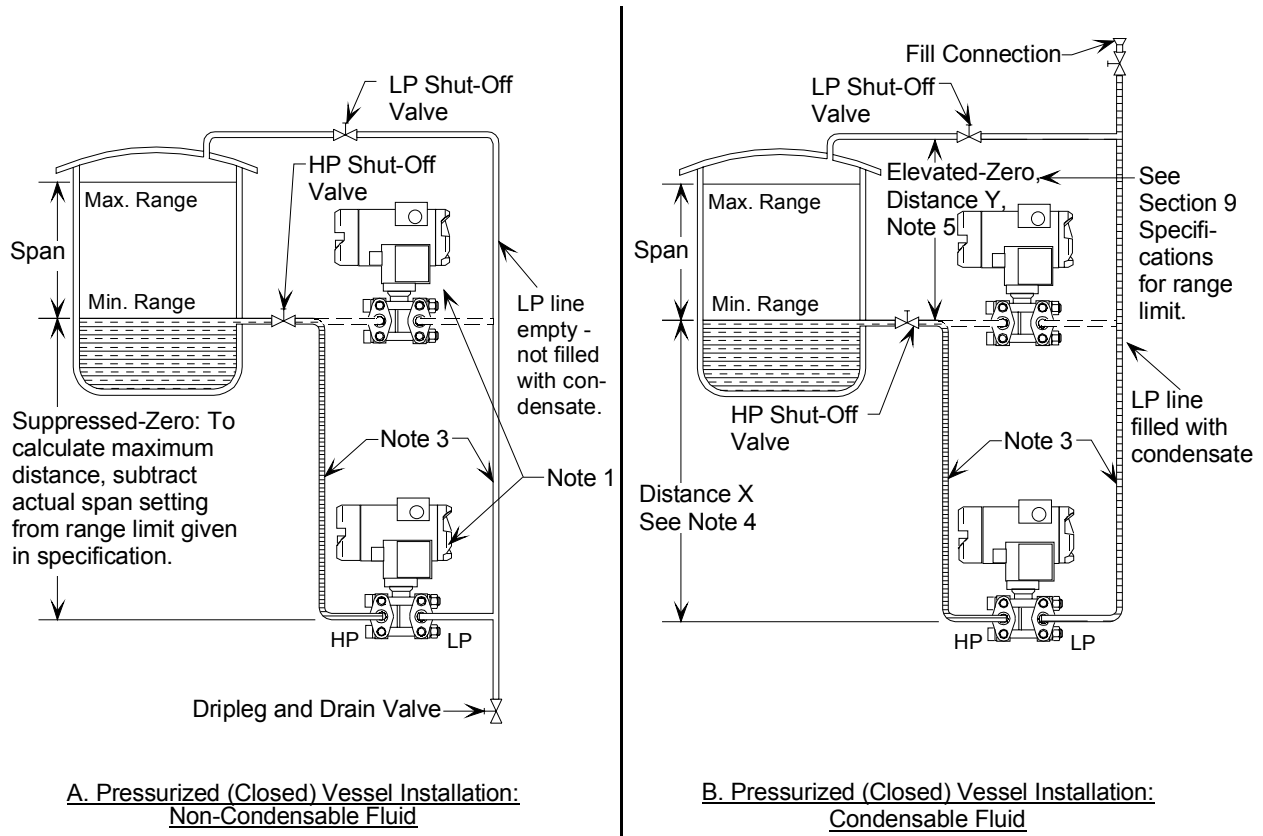 LP Shut-Off
Valve
HP Shut-Off
Valve
Max. Range
Span
Min. Range
LP line
empty -
not filled
with con-
densate.
Suppressed-Zero: To
calculate maximum
distance, subtract
actual span setting
from range limit given
in specification.
Note 3
Note 1
HP
LP
Dripleg and Drain Valve
A. Pressurized (Closed) Vessel Installation:
Non-Condensable Fluid
Fill Connection
LP Shut-Off
Valve
Elevated-Zero,
Distance Y,
Note 5
See
Section 9
Specifi-
cations
for range
limit.
Max. Range
Span
Min. Range
HP Shut-Off
Valve
LP line
filled with
condensate
Note 3
Distance X
See Note 4
HP
LP
B. Pressurized (Closed) Vessel Installation:
Condensable Fluid